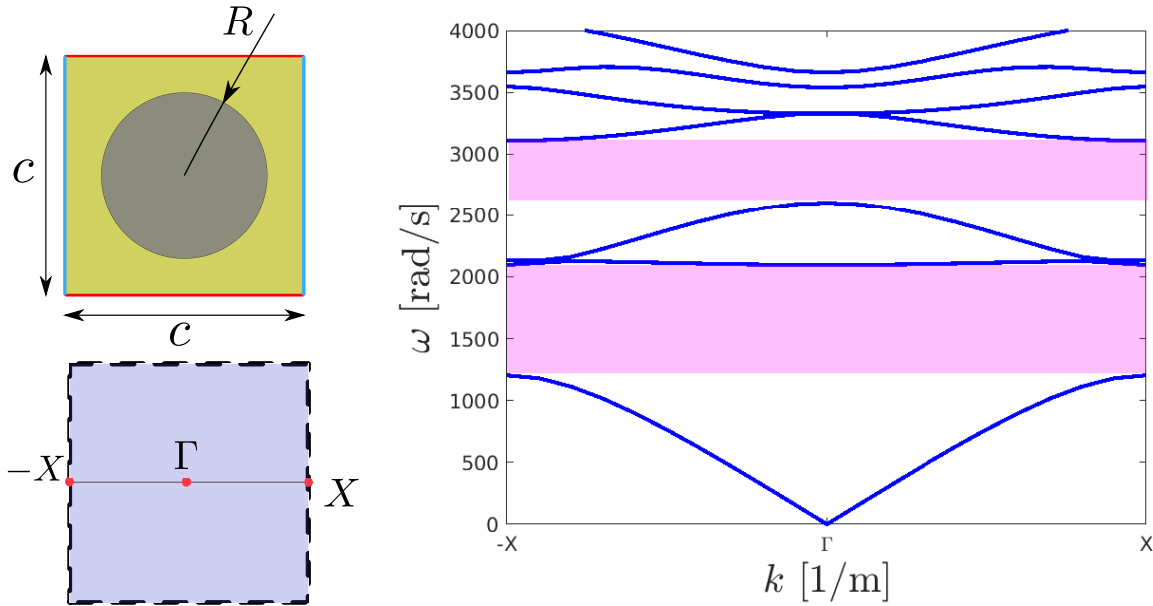 R
c
c
−X
Γ
X
ω [rad/s]
4000
3500
3000
2500
2000
1500
1000
500
0
-X
Γ
X
k [1/m]